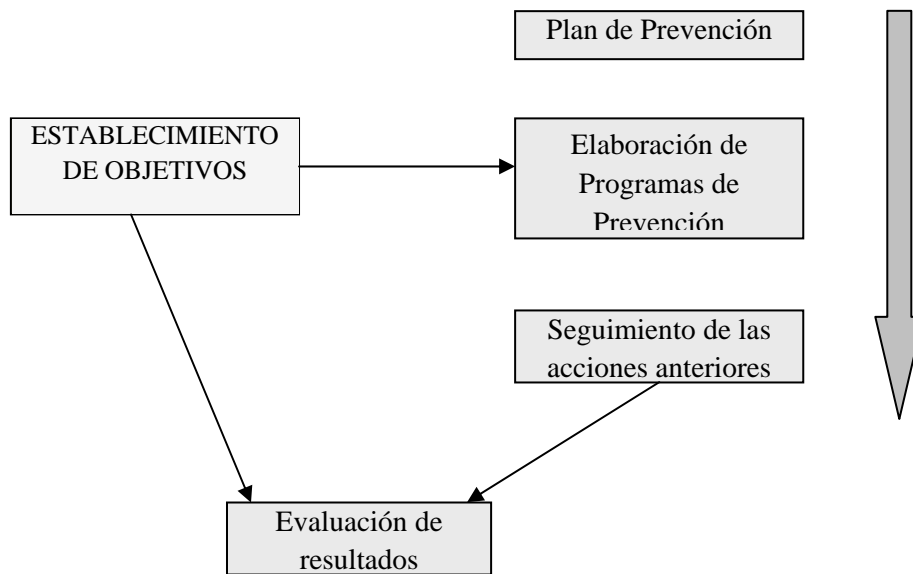 Plan de Prevención
ESTABLECIMIENTO
DE OBJETIVOS
Elaboración de
Programas de
Prevención
Seguimiento de las
acciones anteriores
Evaluación de
resultados